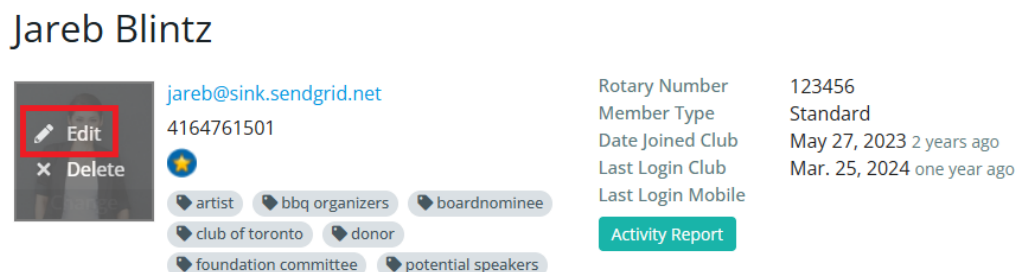 Jareb Blintz
Edit
Delete
Change
jareb@sink.sendgrid.net
4164761501
artist bbq organizers boardnominee
club of toronto donor
foundation committee potential speakers
Rotary Number 123456
Member Type Standard
Date Joined Club May 27, 2023 2 years ago
Last Login Club Mar. 25, 2024 one year ago
Last Login Mobile
Activity Report